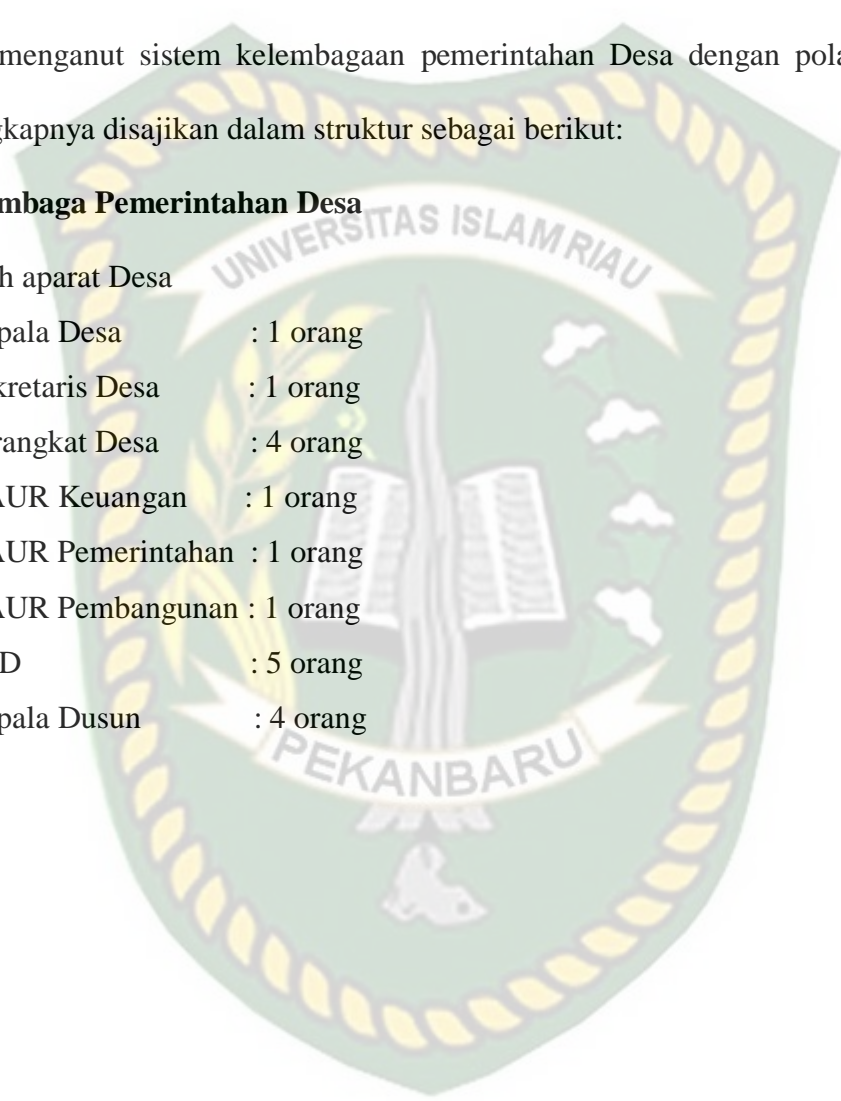 menganut sistem kelembagaan pemerintahan Desa dengan pola
gkapnya disajikan dalam struktur sebagai berikut:
mbaga Pemerintahan Desa
UNIVERSITAS ISLAM RIAU
h aparat Desa
pala Desa : 1 orang
kretaris Desa : 1 orang
rangkat Desa : 4 orang
AUR Keuangan : 1 orang
AUR Pemerintahan : 1 orang
AUR Pembangunan : 1 orang
D : 5 orang
pala Dusun : 4 orang
PEKANBARU